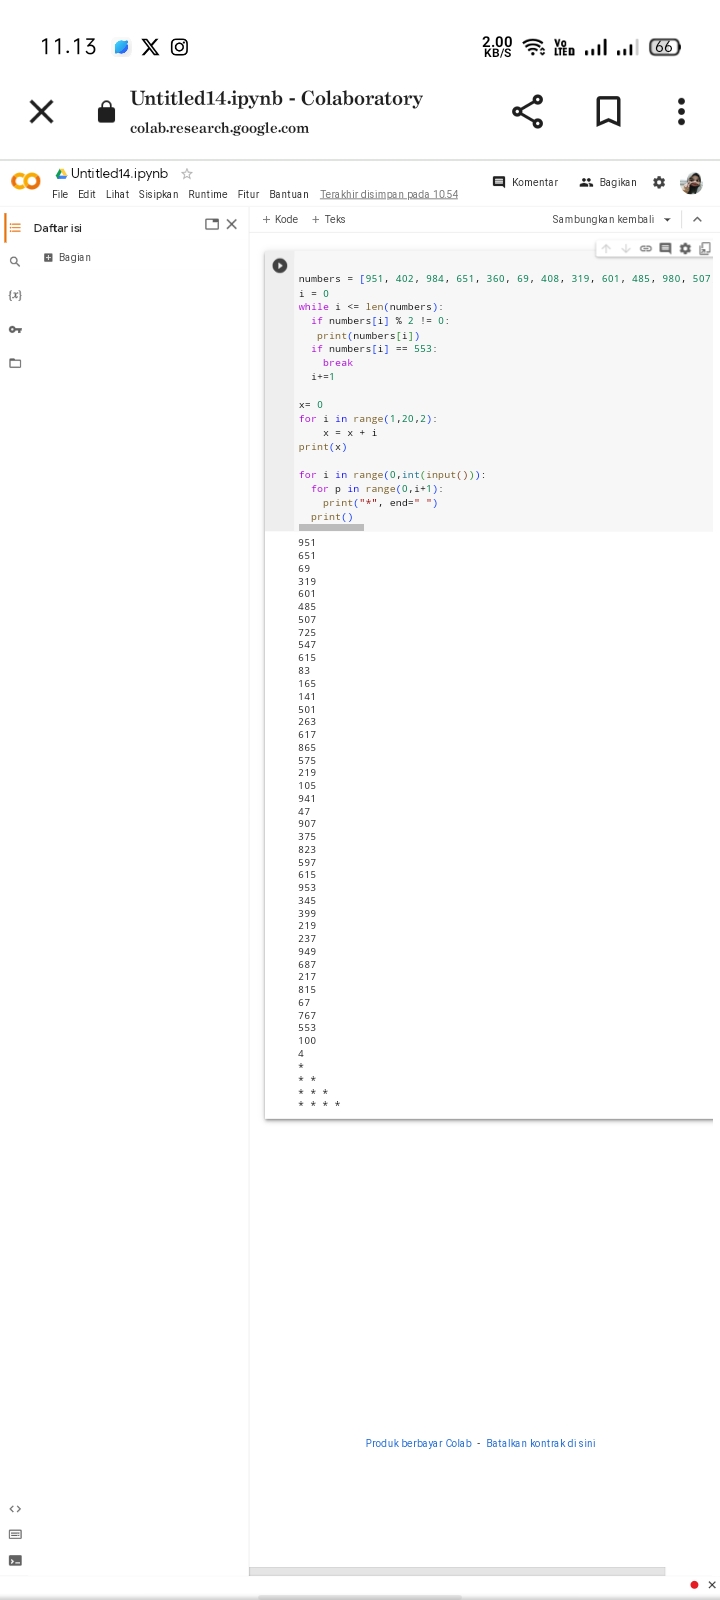 11.13
2.00 KB/S
Vo LTED
66
Untitled14.ipynb - Colaboratory
colab.research.google.com
CO
Untitled14.ipynb
Komentar
Bagikan
File Edit Lihat Sisipkan Runtime Fitur Bantuan Terakhir disimpan pada 10.54
Daftar isi
+ Kode + Teks
Sambungkan kembali
Bagian
{x}
numbers = [951, 402, 984, 651, 360, 69, 408, 319, 601, 485, 980, 507
i = 0
while i <= len(numbers):
  if numbers[i] % 2 != 0:
   print(numbers[i])
  if numbers[i] == 553:
    break
  i+=1
x= 0
for i in range(1,20,2):
    x = x + i
print(x)
for i in range(0,int(input())):
  for p in range(0,i+1):
    print("*", end=" ")
  print()
951
651
69
319
601
485
507
725
547
615
83
165
141
501
263
617
865
575
219
105
941
47
907
375
823
597
615
953
345
399
219
237
949
687
217
815
67
767
553
100
4
*
* *
* * *
* * * *
Produk berbayar Colab - Batalkan kontrak di sini